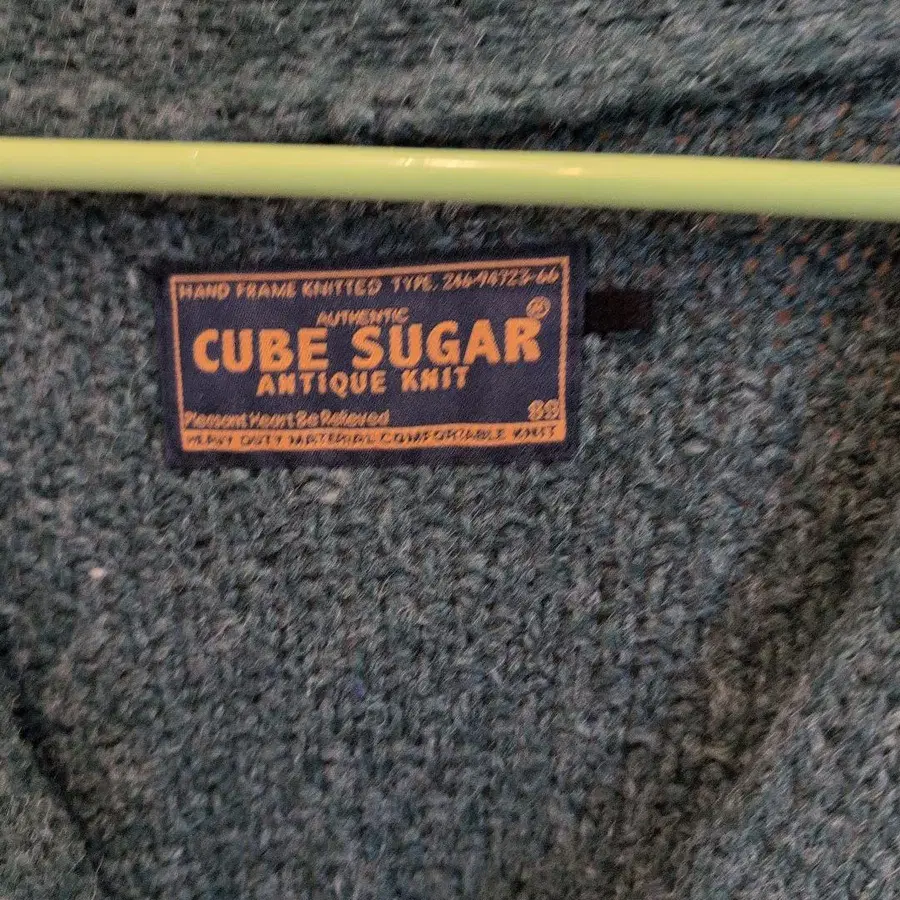 HAND FRAME KNITTED TYPE. 246-94723-66
AUTHENTIC
CUBE SUGAR ®
ANTIQUE KNIT
Pleasant Heart Be Relieved 89
HEAVY DUTY MATERIAL COMFORTABLE KNIT